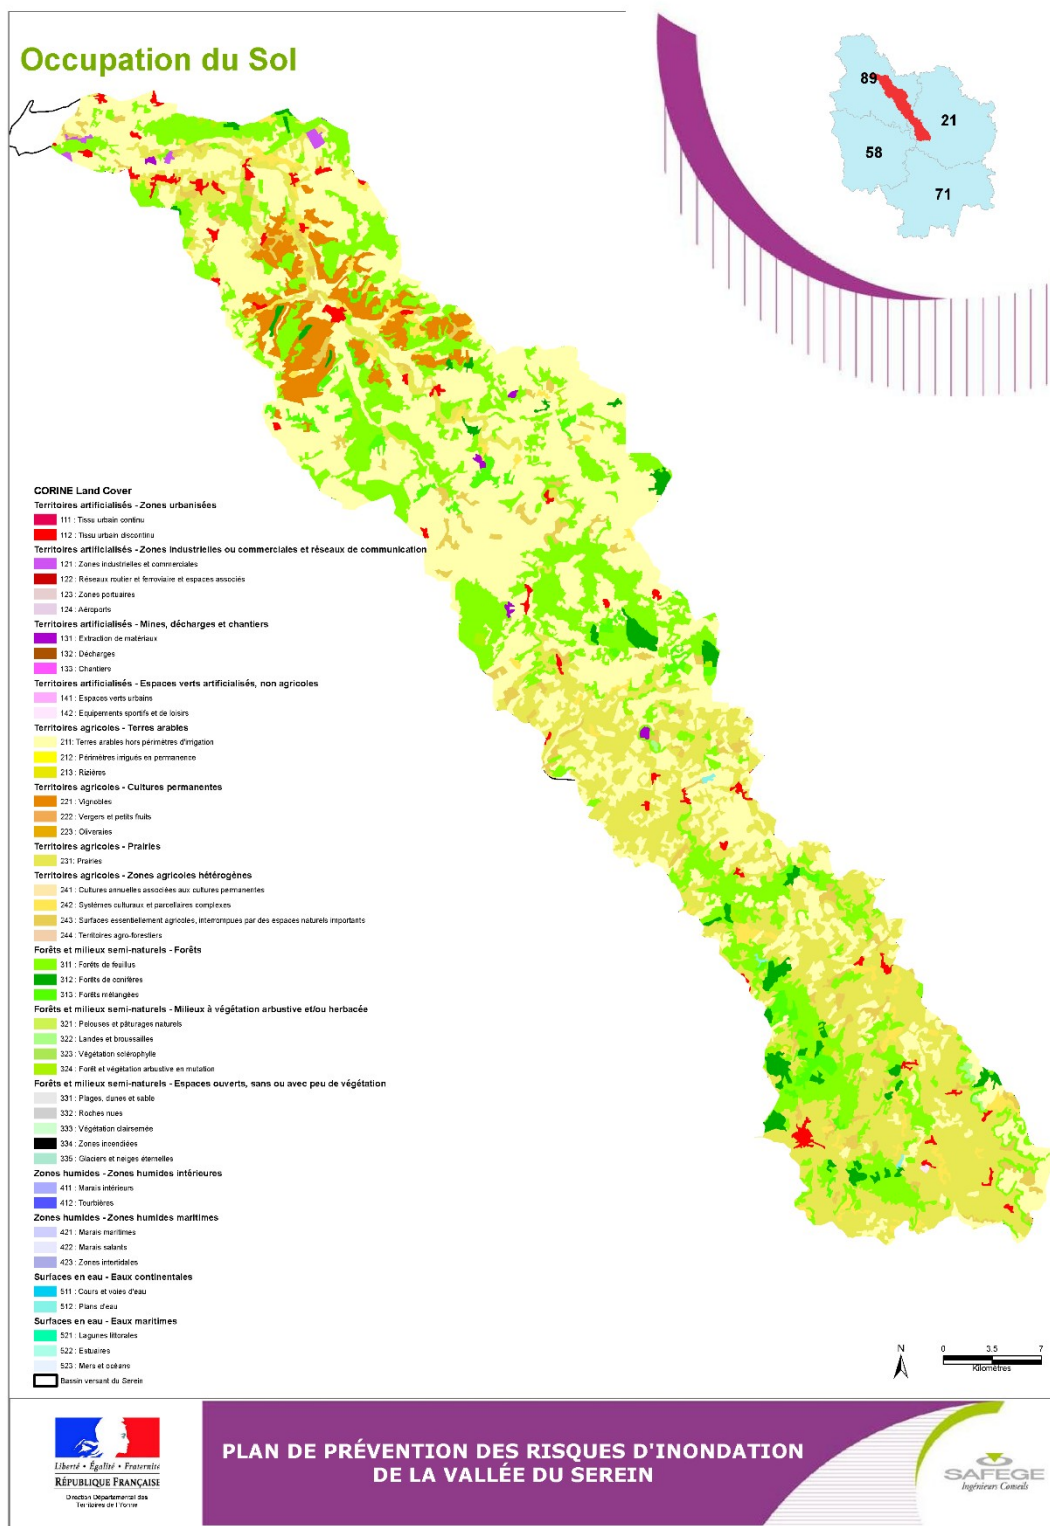 Occupation du Sol
89
21
58
71
CORINE Land Cover
Territoires artificialisés - Zones urbanisées
111 : Tissu urbain continu
112 : Tissu urbain discontinu
Territoires artificialisés - Zones industrielles ou commerciales et réseaux de communication
121 : Zones industrielles et commerciales
122 : Réseaux routier et ferroviaire et espaces associés
123 : Zones portuaires
124 : Aéroports
Territoires artificialisés - Mines, décharges et chantiers
131 : Extraction de matériaux
132 : Décharges
133 : Chantiers
Territoires artificialisés - Espaces verts artificialisés, non agricoles
141 : Espaces verts urbains
142 : Equipements sportifs et de loisirs
Territoires agricoles - Terres arables
211: Terres arables hors périmètres d'irrigation
212 : Périmètres irrigués en permanence
213 : Rizières
Territoires agricoles - Cultures permanentes
221 : Vignobles
222 : Vergers et petits fruits
223 : Oliveraies
Territoires agricoles - Prairies
231: Prairies
Territoires agricoles - Zones agricoles hétérogènes
241 : Cultures annuelles associées aux cultures permanentes
242 : Systèmes culturaux et parcellaires complexes
243 : Surfaces essentiellement agricoles, interrompues par des espaces naturels importants
244 : Territoires agro-forestiers
Forêts et milieux semi-naturels - Forêts
311 : Forêts de feuillus
312 : Forêts de conifères
313 : Forêts mélangées
Forêts et milieux semi-naturels - Milieux à végétation arbustive et/ou herbacée
321 : Pelouses et pâturages naturels
322 : Landes et broussailles
323 : Végétation sclérophylle
324 : Forêt et végétation arbustive en mutation
Forêts et milieux semi-naturels - Espaces ouverts, sans ou avec peu de végétation
331 : Plages, dunes et sable
332 : Roches nues
333 : Végétation clairsemée
334 : Zones incendiées
335 : Glaciers et neiges éternelles
Zones humides - Zones humides intérieures
411 : Marais intérieurs
412 : Tourbières
Zones humides - Zones humides maritimes
421 : Marais maritimes
422 : Marais salants
423 : Zones intertidales
Surfaces en eau - Eaux continentales
511 : Cours et voies d'eau
512 : Plans d'eau
Surfaces en eau - Eaux maritimes
521 : Lagunes littorales
522 : Estuaires
523 : Mers et océans
Bassin versant du Serein
N
0 3.5 7
Kilomètres
Liberté • Égalité • Fraternité
RÉPUBLIQUE FRANÇAISE
Direction Départemental des
Territoires de l'Yonne
PLAN DE PRÉVENTION DES RISQUES D'INONDATION
DE LA VALLÉE DU SEREIN
SAFEGE
Ingénieurs Conseils